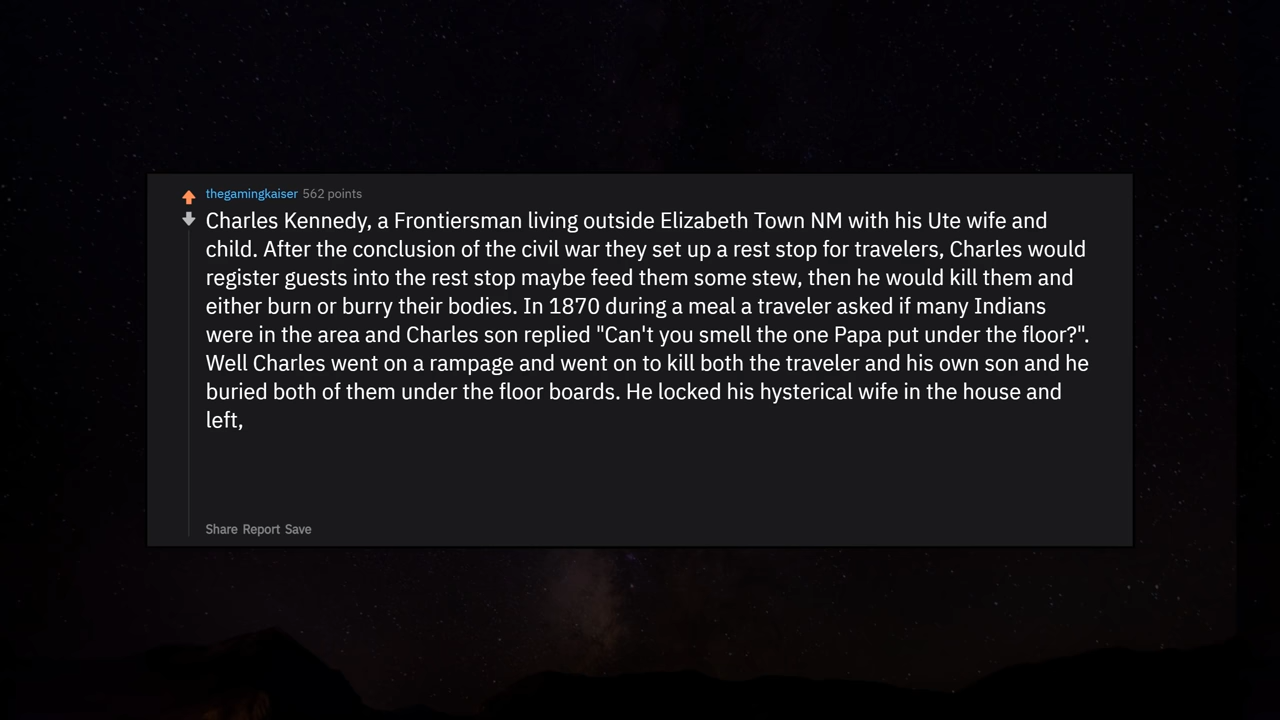 thegamingkaiser 562 points
Charles Kennedy, a Frontiersman living outside Elizabeth Town NM with his Ute wife and
child. After the conclusion of the civil war they set up a rest stop for travelers, Charles would
register guests into the rest stop maybe feed them some stew, then he would kill them and
either burn or burry their bodies. In 1870 during a meal a traveler asked if many Indians
were in the area and Charles son replied "Can't you smell the one Papa put under the floor?".
Well Charles went on a rampage and went on to kill both the traveler and his own son and he
buried both of them under the floor boards. He locked his hysterical wife in the house and
left,
Share Report Save